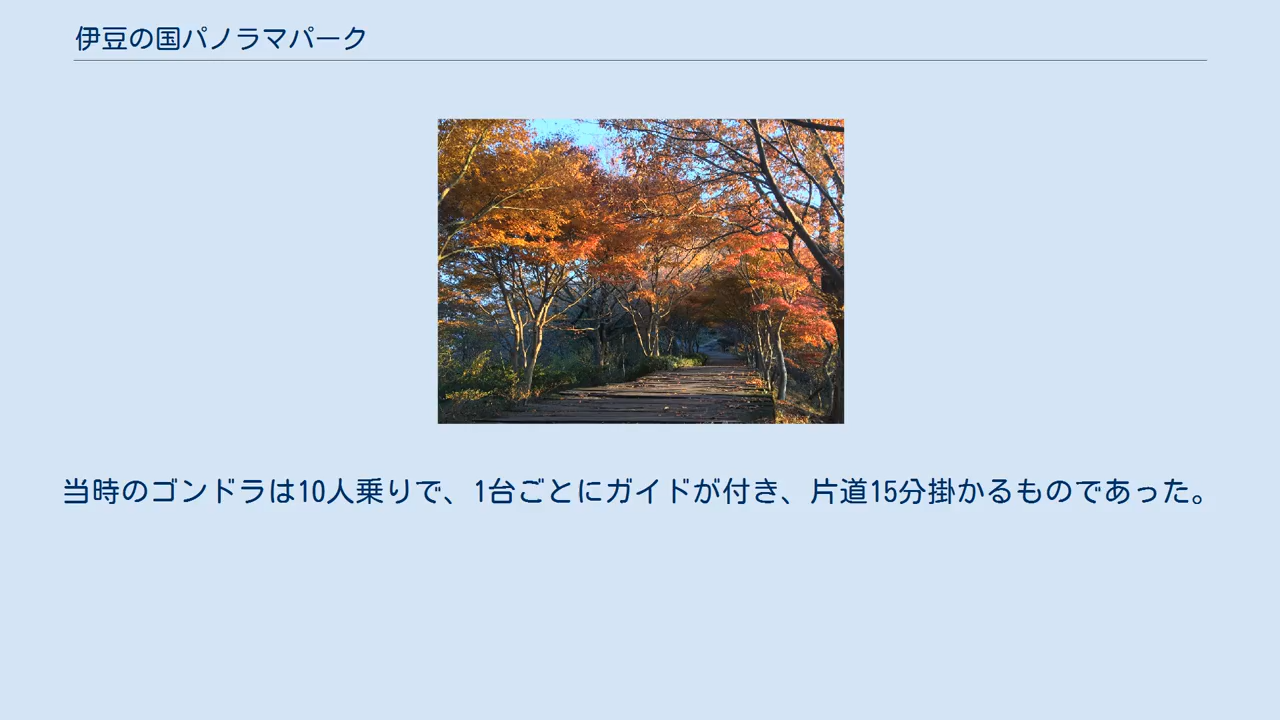 伊豆の国パノラマパーク
当時のゴンドラは10人乗りで、1台ごとにガイドが付き、片道15分掛かるものであった。